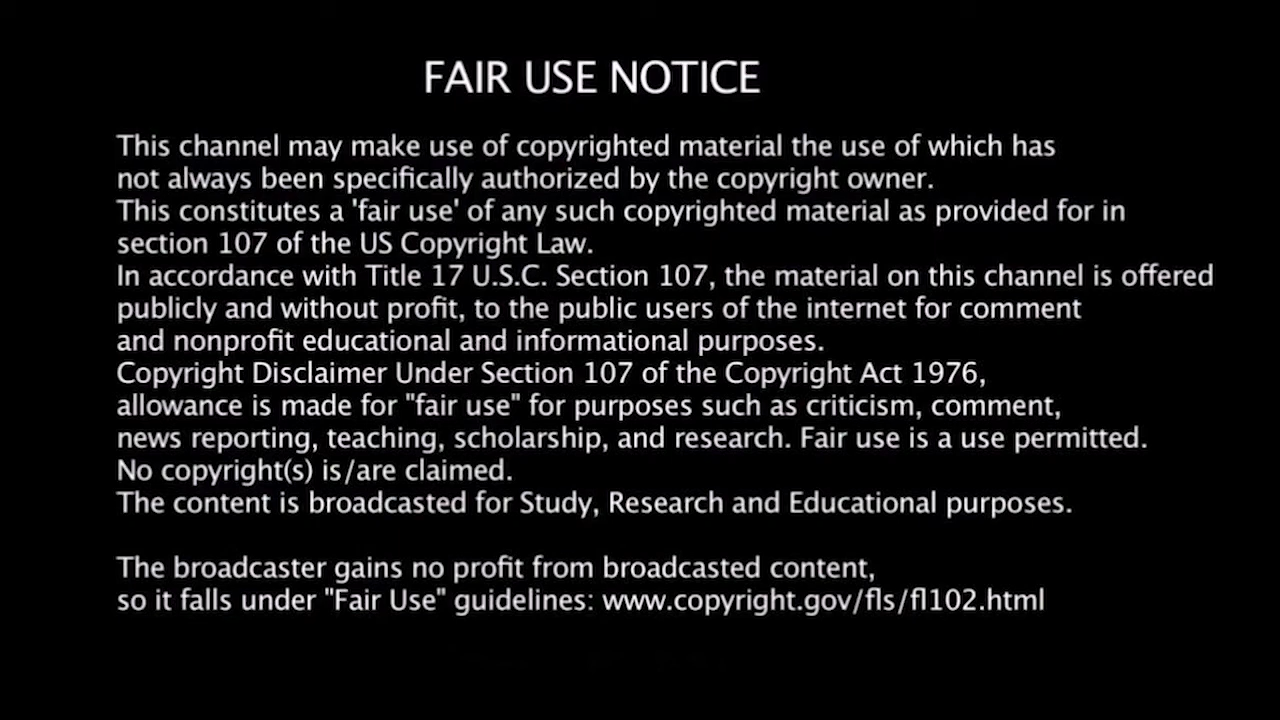 FAIR USE NOTICE
This channel may make use of copyrighted material the use of which has
not always been specifically authorized by the copyright owner.
This constitutes a 'fair use' of any such copyrighted material as provided for in
section 107 of the US Copyright Law.
In accordance with Title 17 U.S.C. Section 107, the material on this channel is offered
publicly and without profit, to the public users of the internet for comment
and nonprofit educational and informational purposes.
Copyright Disclaimer Under Section 107 of the Copyright Act 1976,
allowance is made for "fair use" for purposes such as criticism, comment,
news reporting, teaching, scholarship, and research. Fair use is a use permitted.
No copyright(s) is/are claimed.
The content is broadcasted for Study, Research and Educational purposes.
The broadcaster gains no profit from broadcasted content,
so it falls under "Fair Use" guidelines: www.copyright.gov/fls/fl102.html